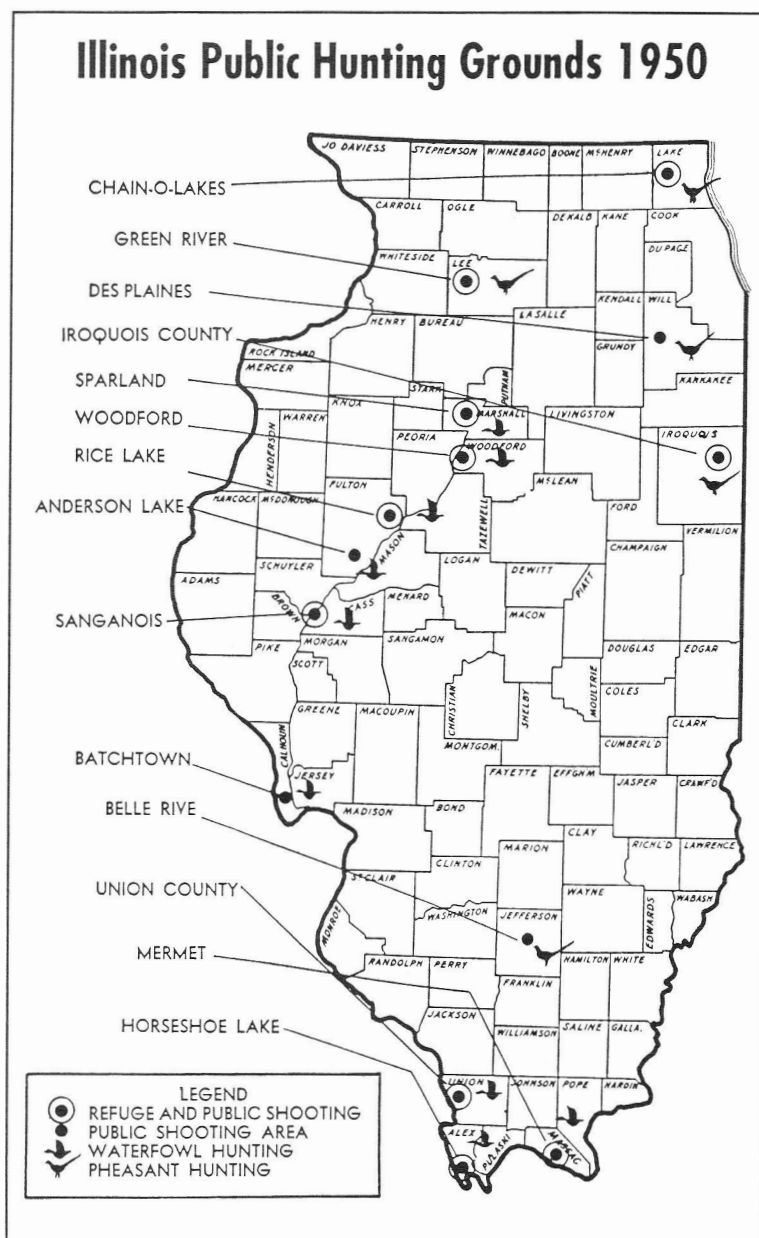 Illinois Public Hunting Grounds 1950
CHAIN-O-LAKES
GREEN RIVER
DES PLAINES
IROQUOIS COUNTY
SPARLAND
WOODFORD
RICE LAKE
ANDERSON LAKE
SANGANOIS
BATCHTOWN
BELLE RIVE
UNION COUNTY
MERMET
HORSESHOE LAKE
JO DAVIESS
STEPHENSON
WINNEBAGO
BOONE
McHENRY
LAKE
CARROLL
OGLE
DEKALB
KANE
COOK
WHITESIDE
LEE
DU PAGE
KENDALL
WILL
ROCK ISLAND
HENRY
BUREAU
LASALLE
GRUNDY
MERCER
STARK
PUTNAM
KANKAKEE
HENDERSON
WARREN
KNOX
PEORIA
MARSHALL
WOODFORD
LIVINGSTON
IROQUOIS
HANCOCK
McDONOUGH
FULTON
MASON
TAZEWELL
McLEAN
FORD
VERMILION
ADAMS
SCHUYLER
BROWN
CASS
MENARD
LOGAN
DEWITT
PIATT
CHAMPAIGN
PIKE
SCOTT
MORGAN
SANGAMON
MACON
MOULTRIE
DOUGLAS
EDGAR
CALHOUN
GREENE
MACOUPIN
CHRISTIAN
SHELBY
COLES
CLARK
JERSEY
MONTGOM.
CUMBERL'D
MADISON
BOND
FAYETTE
EFFGHM
JASPER
CRAWF'D
CLINTON
MARION
CLAY
RICHL'D
LAWRENCE
ST CLAIR
MONROE
WASHINGTON
JEFFERSON
WAYNE
EDWARDS
WABASH
RANDOLPH
PERRY
FRANKLIN
HAMILTON
WHITE
JACKSON
WILLIAMSON
SALINE
GALLA.
UNION
JOHNSON
POPE
HARDIN
ALEX
PULASKI
MASSAC
LEGEND
REFUGE AND PUBLIC SHOOTING
PUBLIC SHOOTING AREA
WATERFOWL HUNTING
PHEASANT HUNTING